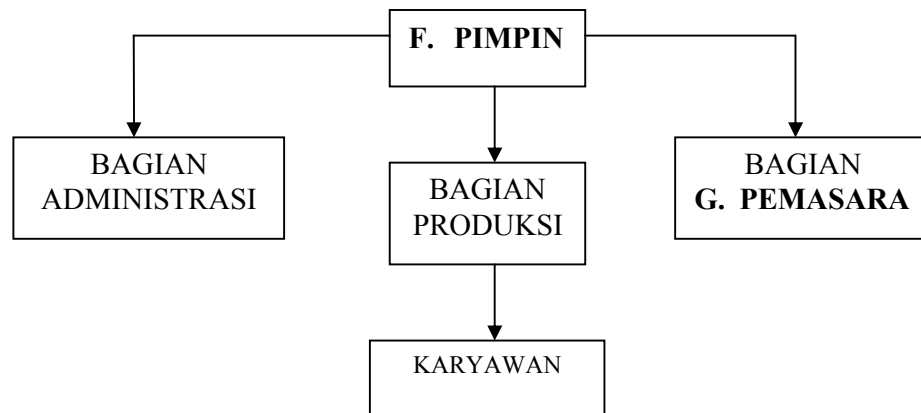 F. PIMPIN
BAGIAN
ADMINISTRASI
BAGIAN
PRODUKSI
BAGIAN
G. PEMASARA
KARYAWAN